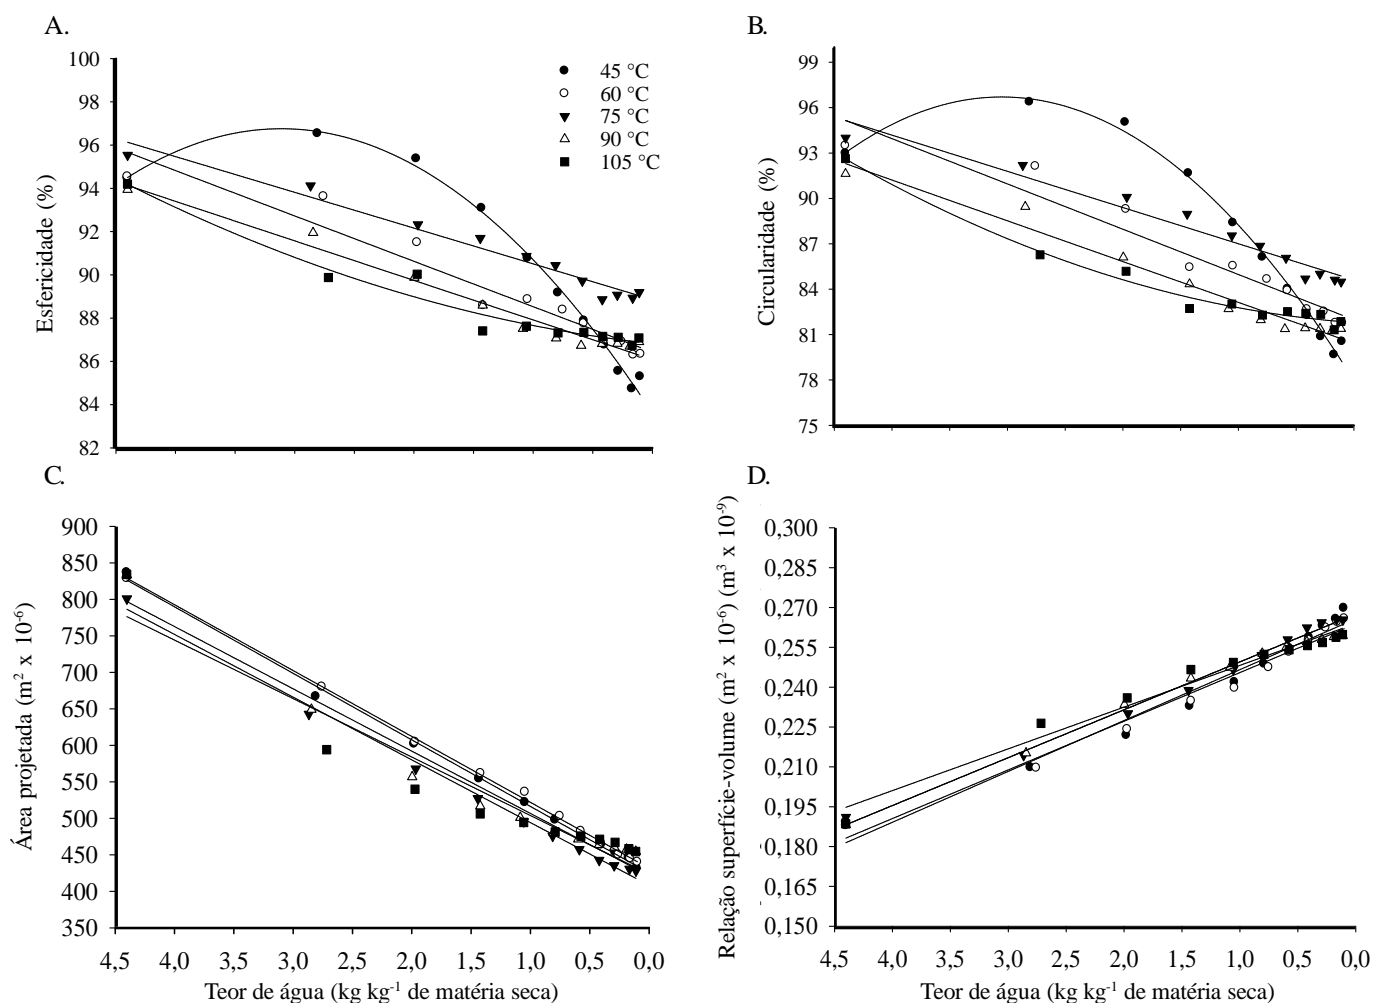 A.
100
98
96
94
92
90
88
86
84
82
Esfericidade (%)
45 °C
60 °C
75 °C
90 °C
105 °C
B.
99
96
93
90
87
84
81
78
75
Circularidade (%)
C.
900
850
800
750
700
650
600
550
500
450
400
350
Área projetada (m² x 10⁻⁶)
4,5 4,0 3,5 3,0 2,5 2,0 1,5 1,0 0,5 0,0
Teor de água (kg kg⁻¹ de matéria seca)
D.
0,300
0,285
0,270
0,255
0,240
0,225
0,210
0,195
0,180
0,165
0,150
Relação superfície-volume (m² x 10⁻⁶) (m³ x 10⁻⁹)
4,5 4,0 3,5 3,0 2,5 2,0 1,5 1,0 0,5 0,0
Teor de água (kg kg⁻¹ de matéria seca)